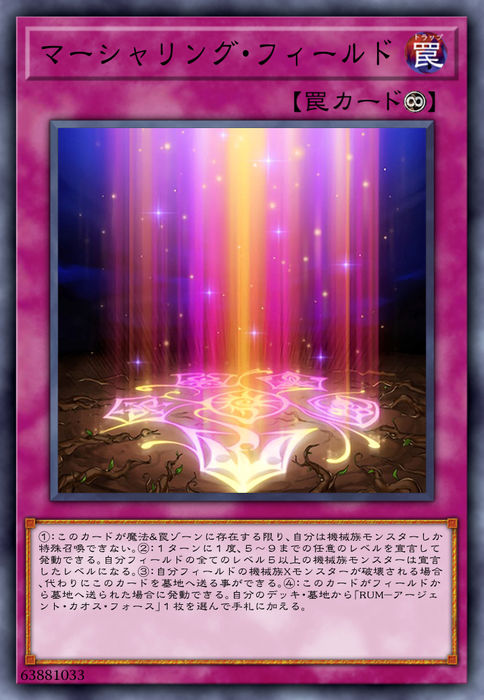 マーシャリング・フィールド
トラップ
罠
【罠カード∞】
①:このカードが魔法&罠ゾーンに存在する限り、自分は機械族モンスターしか
特殊召喚できない。②:1ターンに1度、5~9までの任意のレベルを宣言して
発動できる。自分フィールドの全てのレベル5以上の機械族モンスターは宣言し
たレベルになる。③:自分フィールドの機械族Xモンスターが破壊される場合、
代わりにこのカードを墓地へ送る事ができる。④:このカードがフィールドか
ら墓地へ送られた場合に発動できる。自分のデッキ・墓地から「RUM-アージェ
ント・カオス・フォース」1枚を選んで手札に加える。
63881033